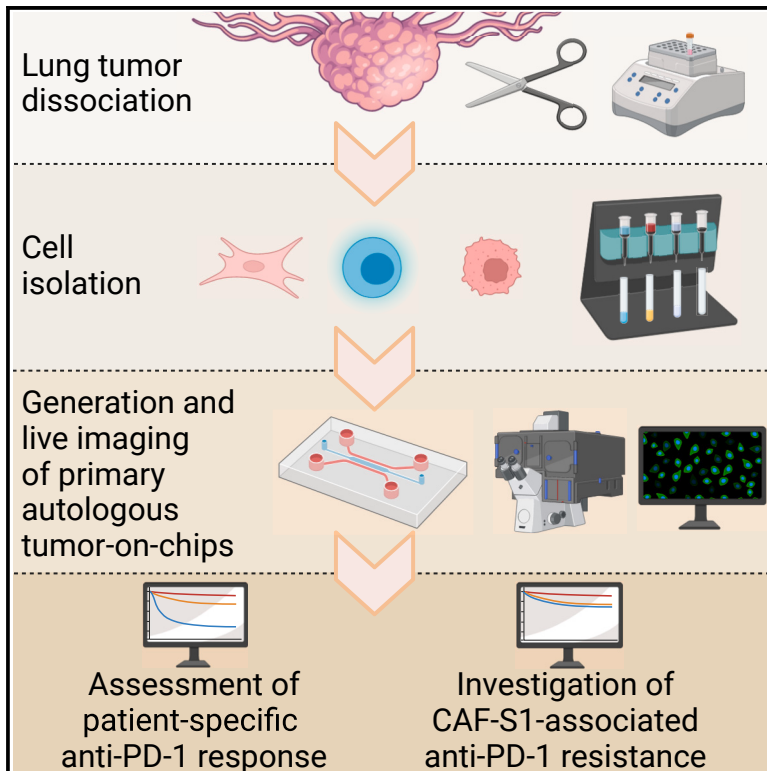 Lung tumor
dissociation
Cell
isolation
Generation and
live imaging
of primary
autologous
tumor-on-chips
Assessment of
patient-specific
anti-PD-1 response
Investigation of
CAF-S1-associated
anti-PD-1 resistance